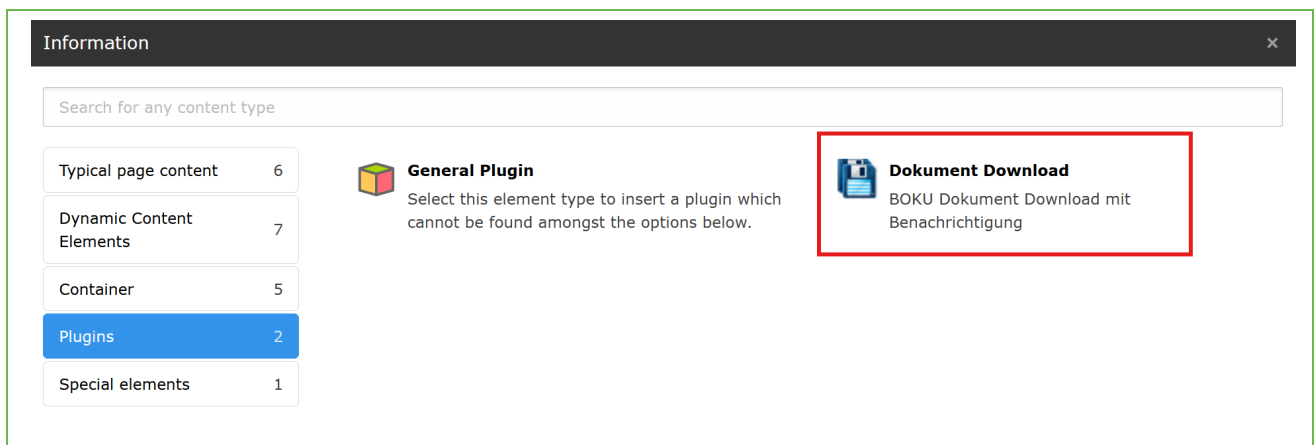 Information
×
Search for any content type
Typical page content 6
Dynamic Content
Elements 7
Container 5
Plugins 2
Special elements 1
General Plugin
Select this element type to insert a plugin which
cannot be found amongst the options below.
Dokument Download
BOKU Dokument Download mit
Benachrichtigung